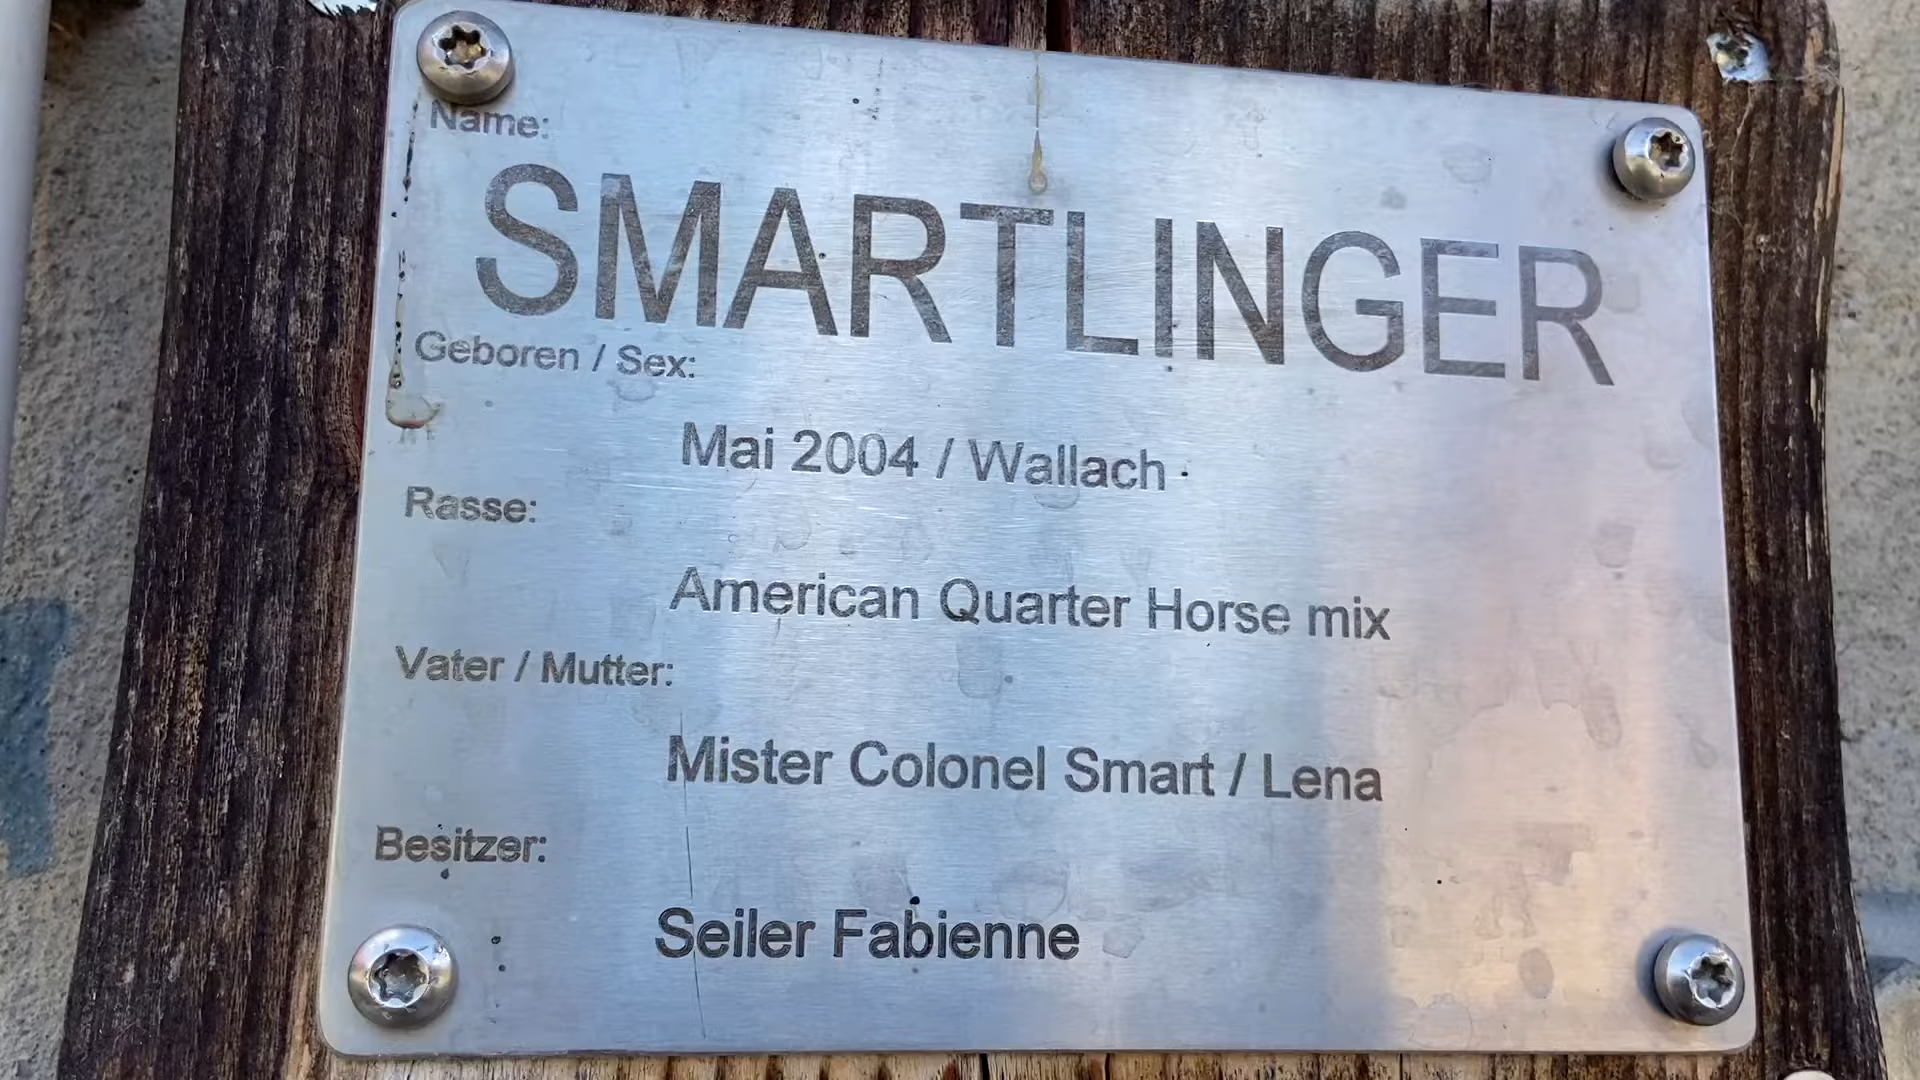 Name:
SMARTLINGER
Geboren / Sex:
Mai 2004 / Wallach
Rasse:
American Quarter Horse mix
Vater / Mutter:
Mister Colonel Smart / Lena
Besitzer:
Seiler Fabienne